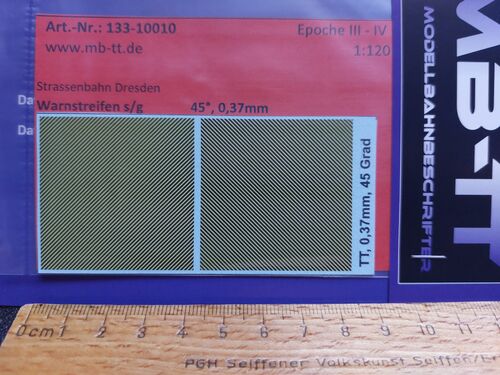 Art.-Nr.: 133-10010
Epoche III - IV
www.mb-tt.de
1:120
Strassenbahn Dresden
Warnstreifen s/g
45°, 0,37mm
Da
Da
TT, 0,37mm, 45 Grad
MB-TT
MODELLBAHNBESCHRIFTER
0cm 1 2 3 4 5 6 7 8 9 10 11
PGH Seiffener Volkskunst Seiffen/